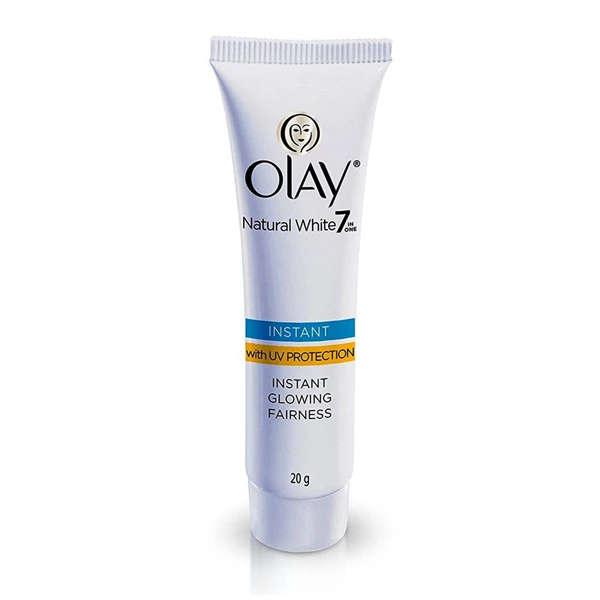 OLAY®
Natural White 7 IN ONE
INSTANT
with UV PROTECTION
INSTANT
GLOWING
FAIRNESS
20 g